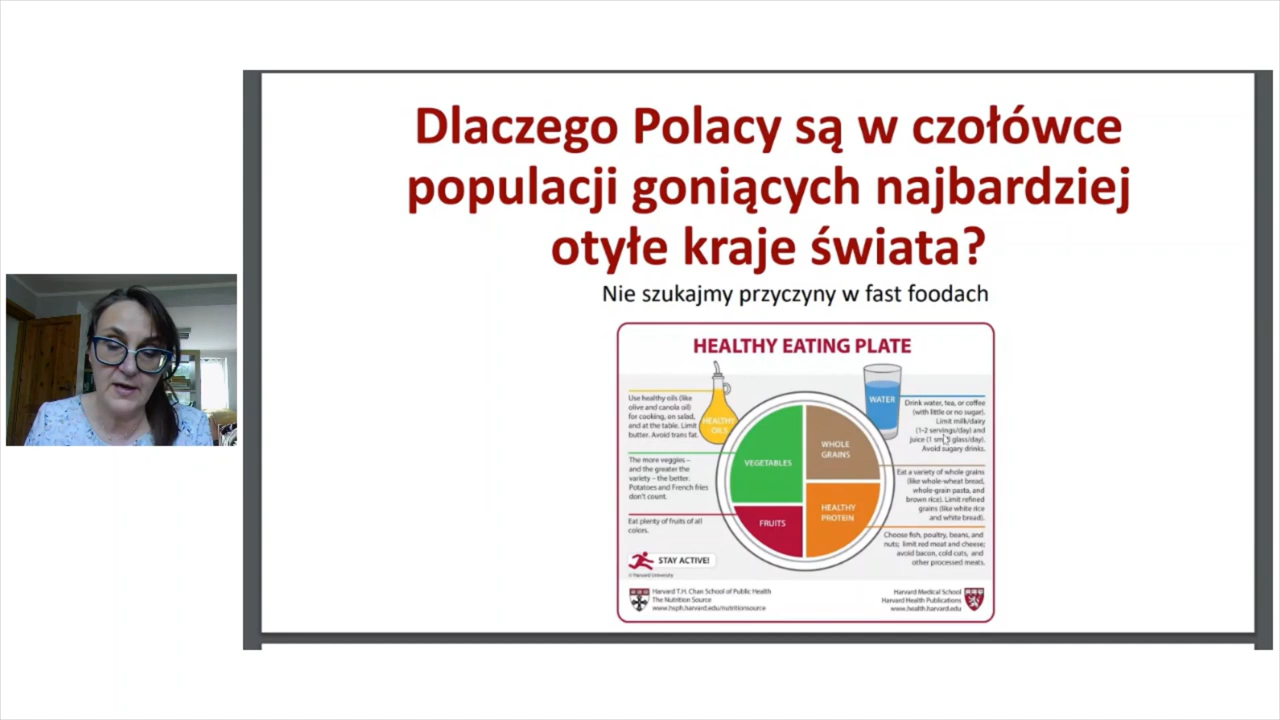 Dlaczego Polacy są w czołówce
populacji goniących najbardziej
otyłe kraje świata?
Nie szukajmy przyczyny w fast foodach
HEALTHY EATING PLATE
Use healthy oils (like
olive and canola oil)
for cooking, on salad,
and at the table. Limit
butter. Avoid trans fat.
HEALTHY
OILS
The more veggies –
and the greater the
variety – the better.
Potatoes and French fries
don't count.
Eat plenty of fruits of all
colors.
STAY ACTIVE!
© Harvard University
VEGETABLES
FRUITS
WHOLE
GRAINS
HEALTHY
PROTEIN
WATER
Drink water, tea, or coffee
(with little or no sugar).
Limit milk/dairy
(1-2 servings/day) and
juice (1 glass/day).
Avoid sugary drinks.
Eat a variety of whole grains
(like whole-wheat bread,
whole-grain pasta, and
brown rice). Limit refined
grains (like white rice
and white bread).
Choose fish, poultry, beans, and
nuts; limit red meat and cheese;
avoid bacon, cold cuts, and
other processed meats.
Harvard T.H. Chan School of Public Health
The Nutrition Source
www.hsph.harvard.edu/nutritionsource
Harvard Medical School
Harvard Health Publications
www.health.harvard.edu